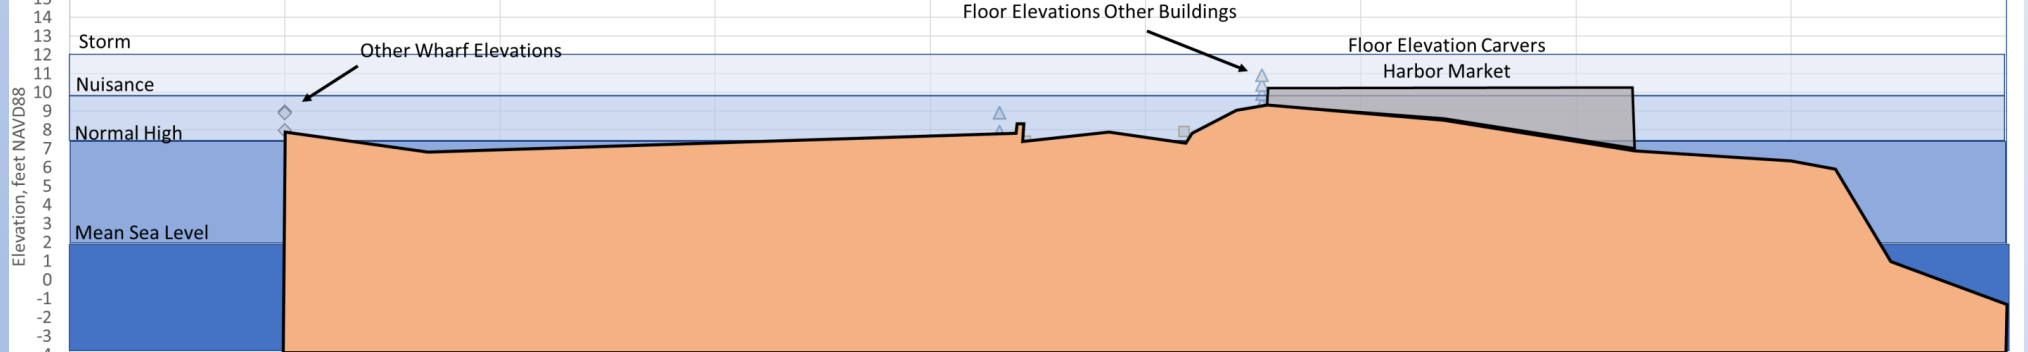 Floor Elevations Other Buildings
Storm
Other Wharf Elevations
Floor Elevation Carvers
Harbor Market
Nuisance
Normal High
Mean Sea Level
Elevation, feet NAVD88
14
13
12
11
10
9
8
7
6
5
4
3
2
1
0
-1
-2
-3